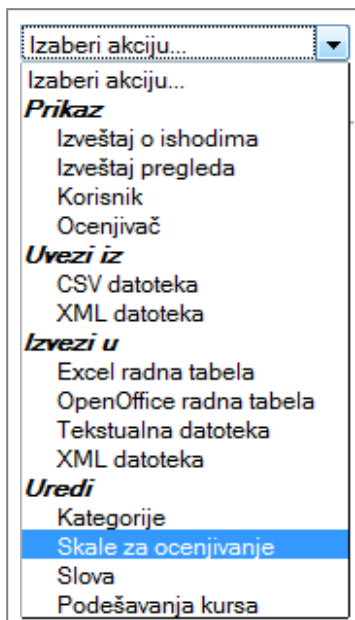 Izaberi akciju...
Izaberi akciju...
Prikaz
Izveštaj o ishodima
Izveštaj pregleda
Korisnik
Ocenjivač
Uvezi iz
CSV datoteka
XML datoteka
Izvezi u
Excel radna tabela
OpenOffice radna tabela
Tekstualna datoteka
XML datoteka
Uredi
Kategorije
Skale za ocenjivanje
Slova
Podešavanja kursa